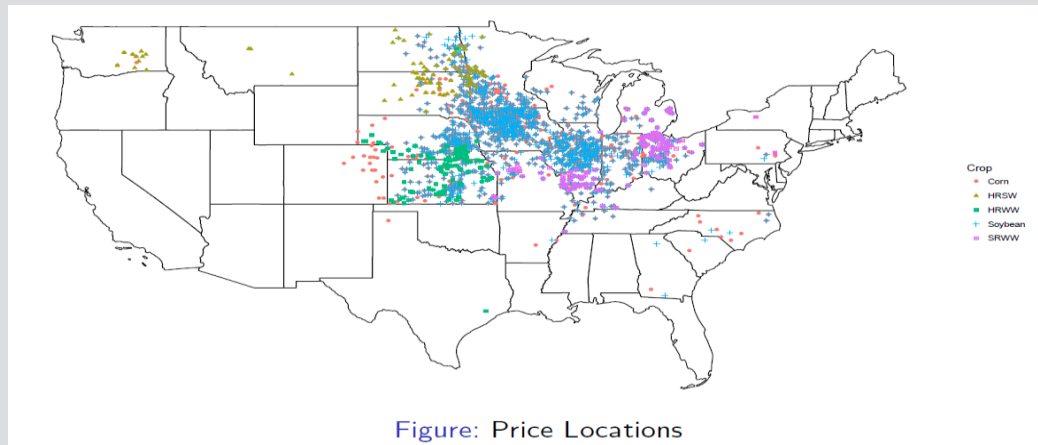 Crop
Corn
HRSW
HRWW
Soybean
SRWW
Figure: Price Locations